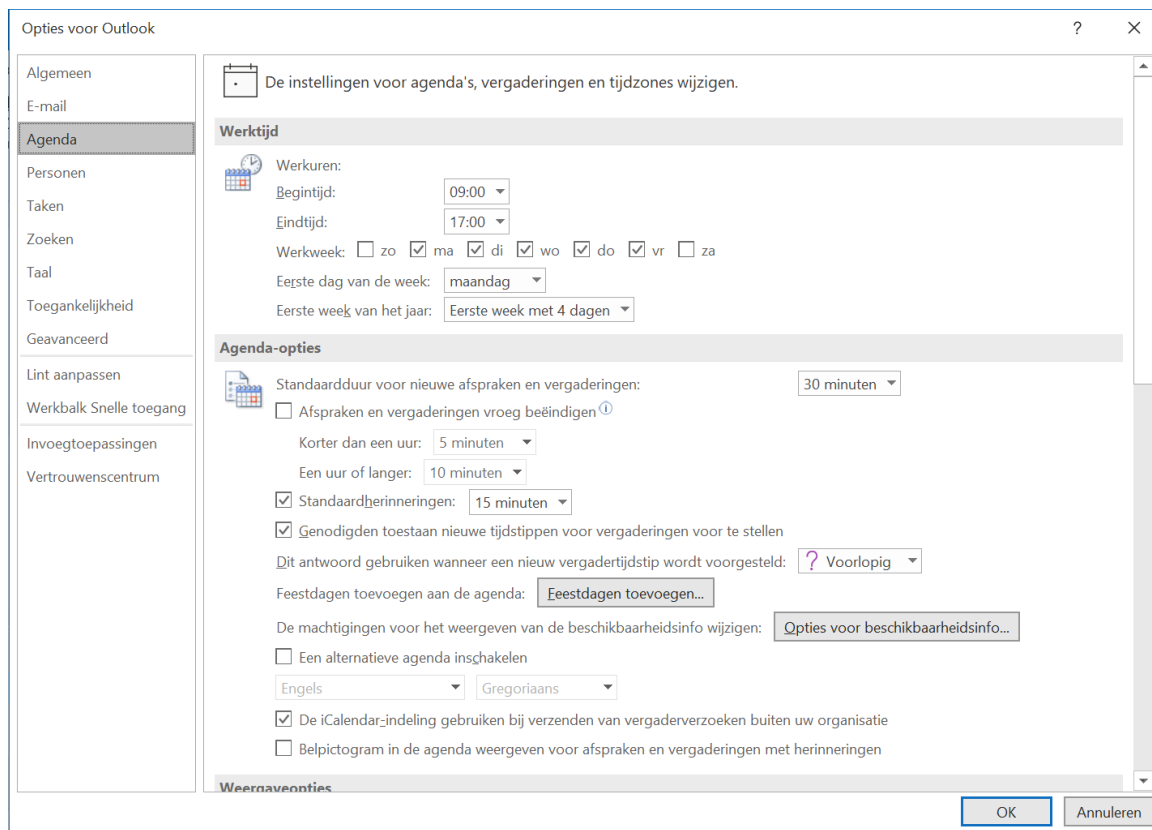 Opties voor Outlook
Algemeen
E-mail
Agenda
Personen
Taken
Zoeken
Taal
Toegankelijkheid
Geavanceerd
Lint aanpassen
Werkbalk Snelle toegang
Invoegtoepassingen
Vertrouwenscentrum
De instellingen voor agenda's, vergaderingen en tijdzones wijzigen.
Werktijd
Werkuren:
Begintijd: 09:00
Eindtijd: 17:00
Werkweek: zo ma di wo do vr za
Eerste dag van de week: maandag
Eerste week van het jaar: Eerste week met 4 dagen
Agenda-opties
Standaardduur voor nieuwe afspraken en vergaderingen: 30 minuten
Afspraken en vergaderingen vroeg beëindigen
Korter dan een uur: 5 minuten
Een uur of langer: 10 minuten
Standaardherinneringen: 15 minuten
Genodigden toestaan nieuwe tijdstippen voor vergaderingen voor te stellen
Dit antwoord gebruiken wanneer een nieuw vergadertijdstip wordt voorgesteld: ? Voorlopig
Feestdagen toevoegen aan de agenda: Feestdagen toevoegen...
De machtigingen voor het weergeven van de beschikbaarheidsinfo wijzigen: Opties voor beschikbaarheidsinfo...
Een alternatieve agenda inschakelen
Engels Gregoriaans
De iCalendar-indeling gebruiken bij verzenden van vergaderverzoeken buiten uw organisatie
Belpictogram in de agenda weergeven voor afspraken en vergaderingen met herinneringen
Weergaveopties
OK Annuleren